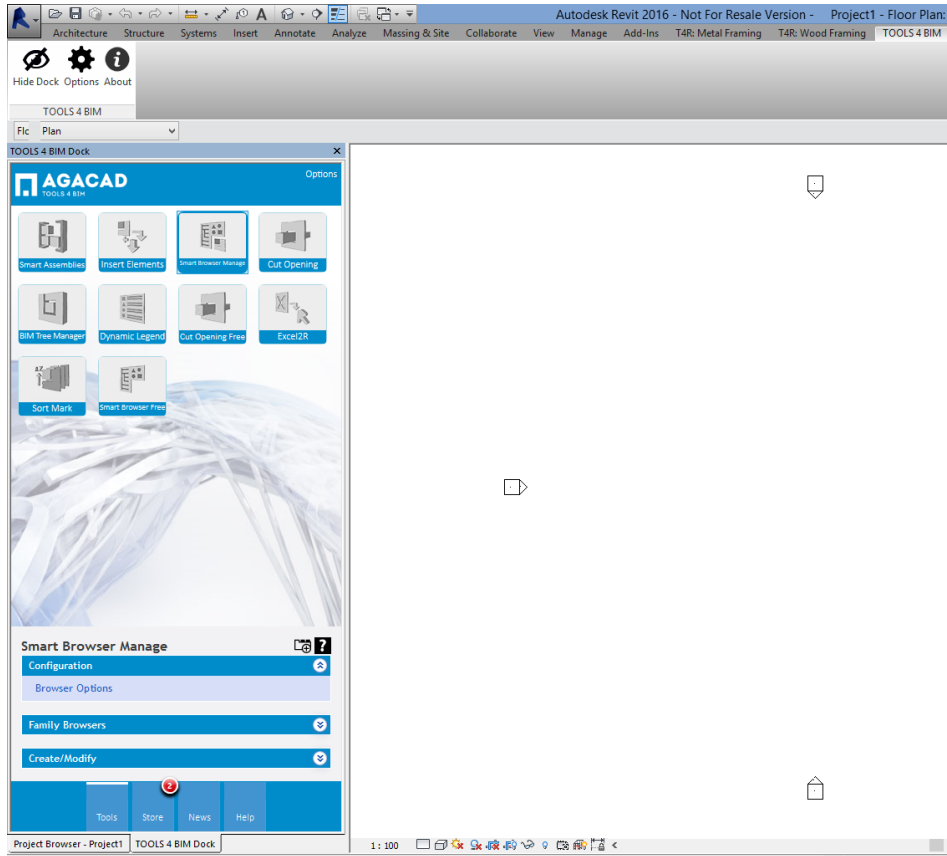 Autodesk Revit 2016 - Not For Resale Version - Project1 - Floor Plan:
Architecture Structure Systems Insert Annotate Analyze Massing & Site Collaborate View Manage Add-Ins T4R: Metal Framing T4R: Wood Framing TOOLS 4 BIM
Hide Dock Options About
TOOLS 4 BIM
Flc Plan
TOOLS 4 BIM Dock
AGACAD
TOOLS 4 BIM
Options
Smart Assemblies Insert Elements Smart Browser Manage Cut Opening
BIM Tree Manager Dynamic Legend Cut Opening Free Excel2R
Sort Mark Smart Browser Free
Smart Browser Manage
Configuration
Browser Options
Family Browsers
Create/Modify
2
Tools Store News Help
Project Browser - Project1 TOOLS 4 BIM Dock
1 : 100